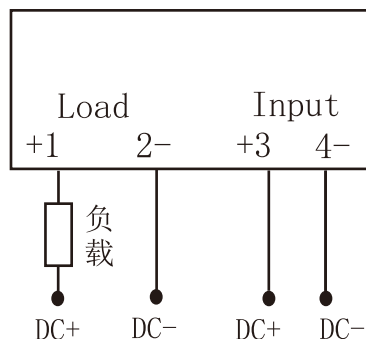 Load Input
+1 2- +3 4-
负载
DC+ DC- DC+ DC-